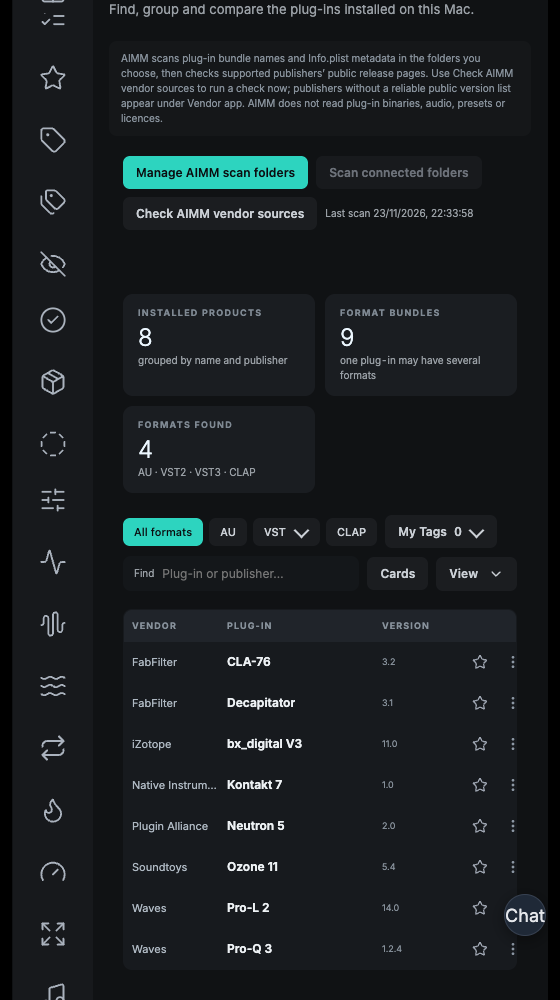 Find, group and compare the plug-ins installed on this Mac.
AIMM scans plug-in bundle names and Info.plist metadata in the folders you
choose, then checks supported publishers' public release pages. Use Check AIMM
vendor sources to run a check now; publishers without a reliable public version list
appear under Vendor app. AIMM does not read plug-in binaries, audio, presets or
licences.
Manage AIMM scan folders
Scan connected folders
Check AIMM vendor sources
Last scan 23/11/2026, 22:33:58
INSTALLED PRODUCTS
8
grouped by name and publisher
FORMAT BUNDLES
9
one plug-in may have several
formats
FORMATS FOUND
4
AU · VST2 · VST3 · CLAP
All formats
AU
VST
CLAP
My Tags 0
Find Plug-in or publisher...
Cards
View
VENDOR PLUG-IN VERSION
FabFilter CLA-76 3.2
FabFilter Decapitator 3.1
iZotope bx_digital V3 11.0
Native Instrum... Kontakt 7 1.0
Plugin Alliance Neutron 5 2.0
Soundtoys Ozone 11 5.4
Waves Pro-L 2 14.0
Chat
Waves Pro-Q 3 1.2.4